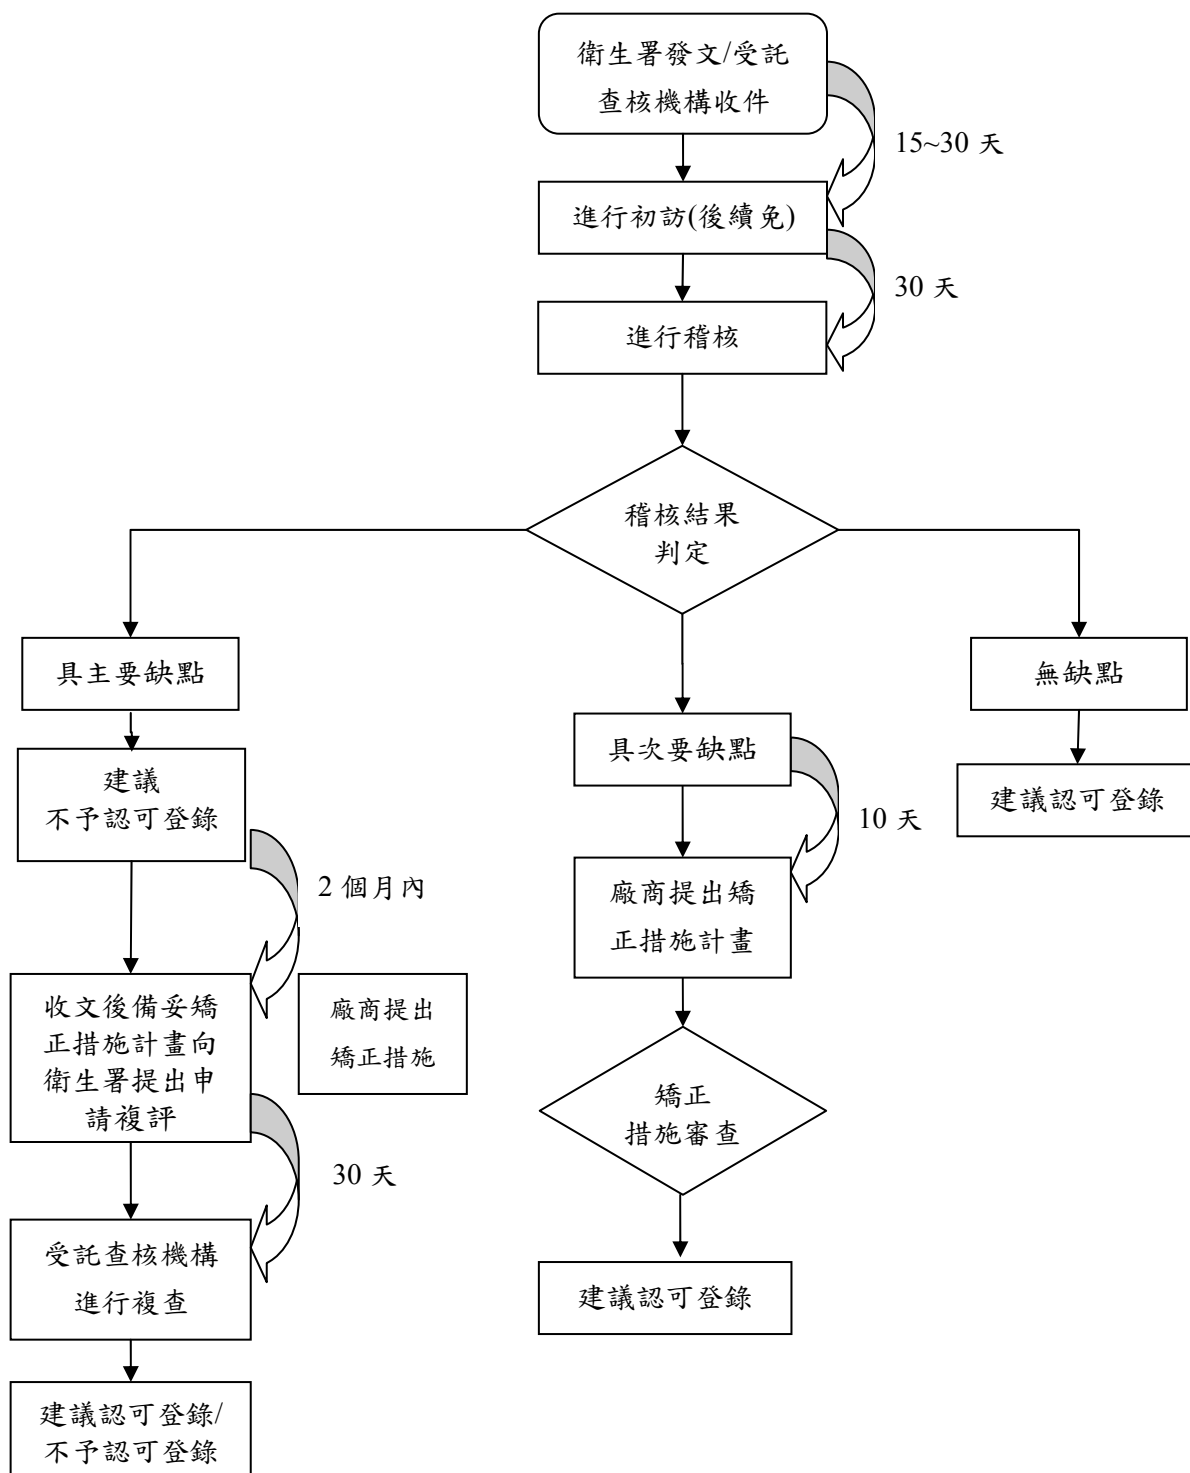 衛生署發文/受託
查核機構收件
15~30 天
進行初訪(後續免)
30 天
進行稽核
稽核結果
判定
具主要缺點
無缺點
具次要缺點
建議
不予認可登錄
建議認可登錄
10 天
2 個月內
廠商提出矯
正措施計畫
收文後備妥矯
正措施計畫向
衛生署提出申
請複評
廠商提出
矯正措施
矯正
措施審查
30 天
受託查核機構
進行複查
建議認可登錄
建議認可登錄/
不予認可登錄